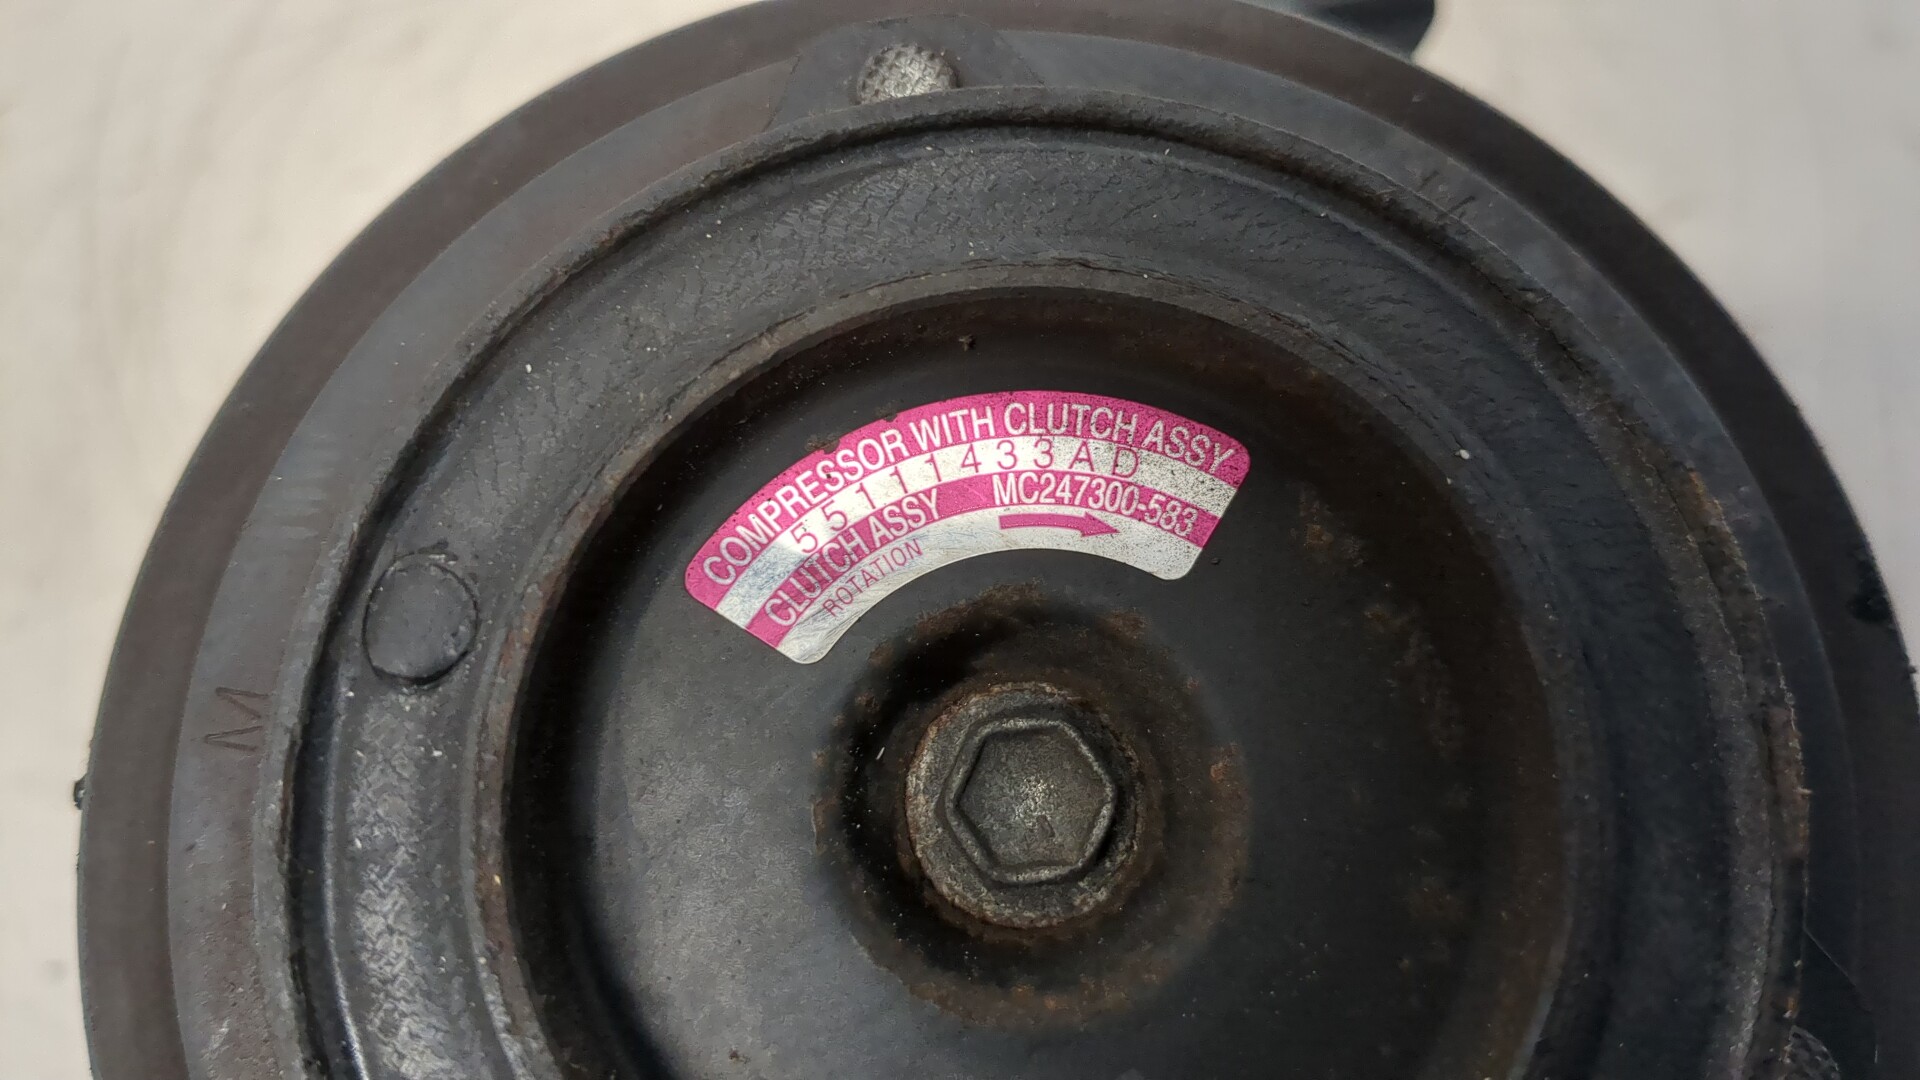 COMPRESSOR WITH CLUTCH ASSY
55111433AD
CLUTCH ASSY MC247300-583
ROTATION
M